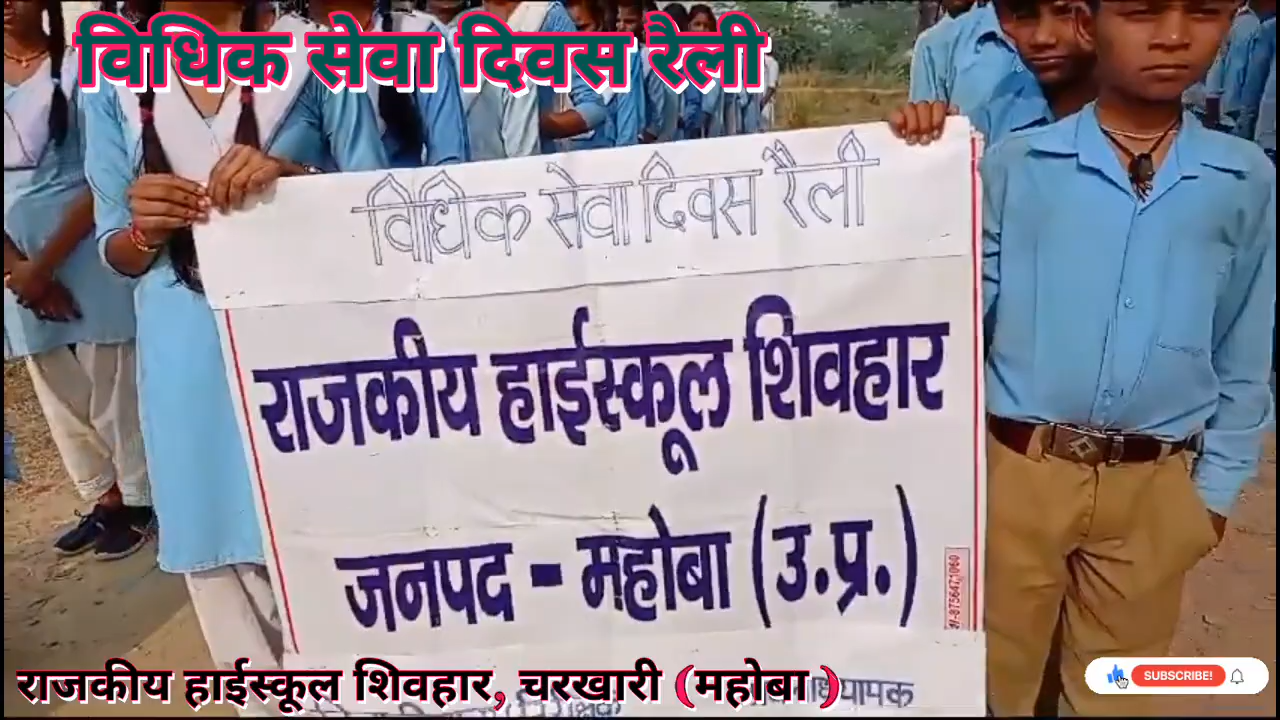 विधिक सेवा दिवस रैली
विधिक सेवा दिवस रैली
राजकीय हाईस्कूल शिवहार
जनपद - महोबा (उ.प्र.)
राजकीय हाईस्कूल शिवहार, चरखारी (महोबा )
SUBSCRIBE!